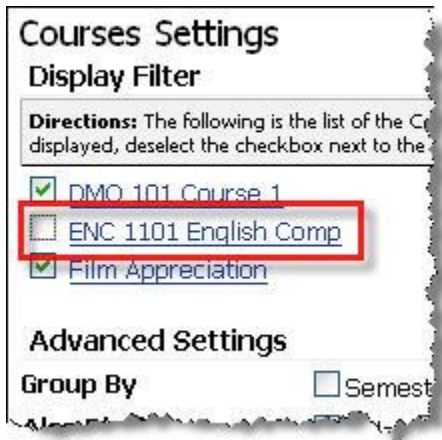 Courses Settings
Display Filter
Directions: The following is the list of the
displayed, deselect the checkbox next to the
DMO 101 Course 1
ENC 1101 English Comp
Film Appreciation
Advanced Settings
Group By
Semest